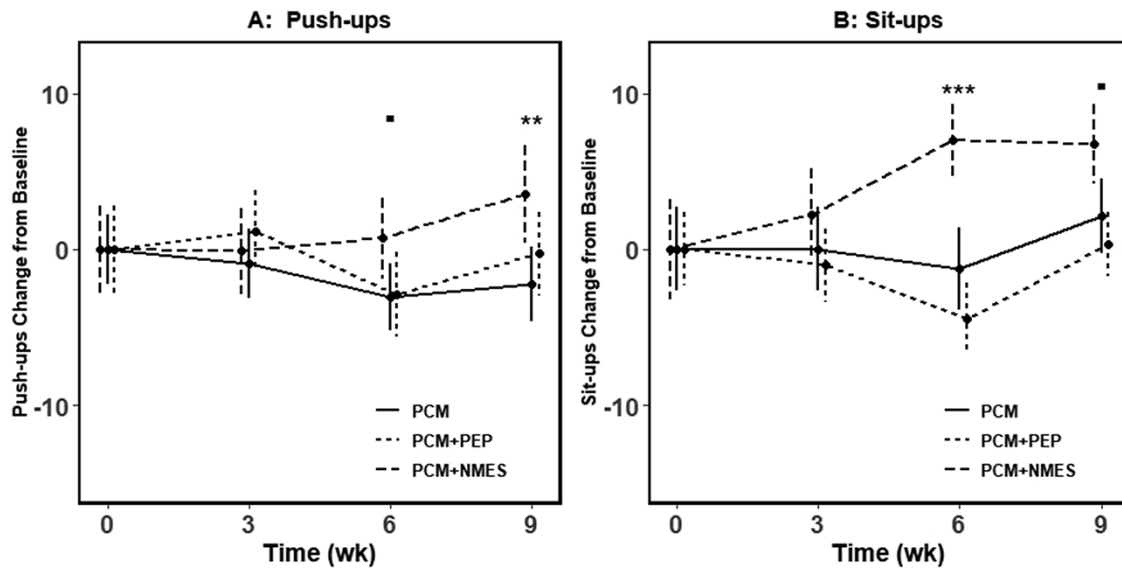 A: Push-ups
Push-ups Change from Baseline
10
0
-10
**
PCM
PCM+PEP
PCM+NMES
0 3 6 9
Time (wk)
B: Sit-ups
Sit-ups Change from Baseline
10
0
-10
***
PCM
PCM+PEP
PCM+NMES
0 3 6 9
Time (wk)